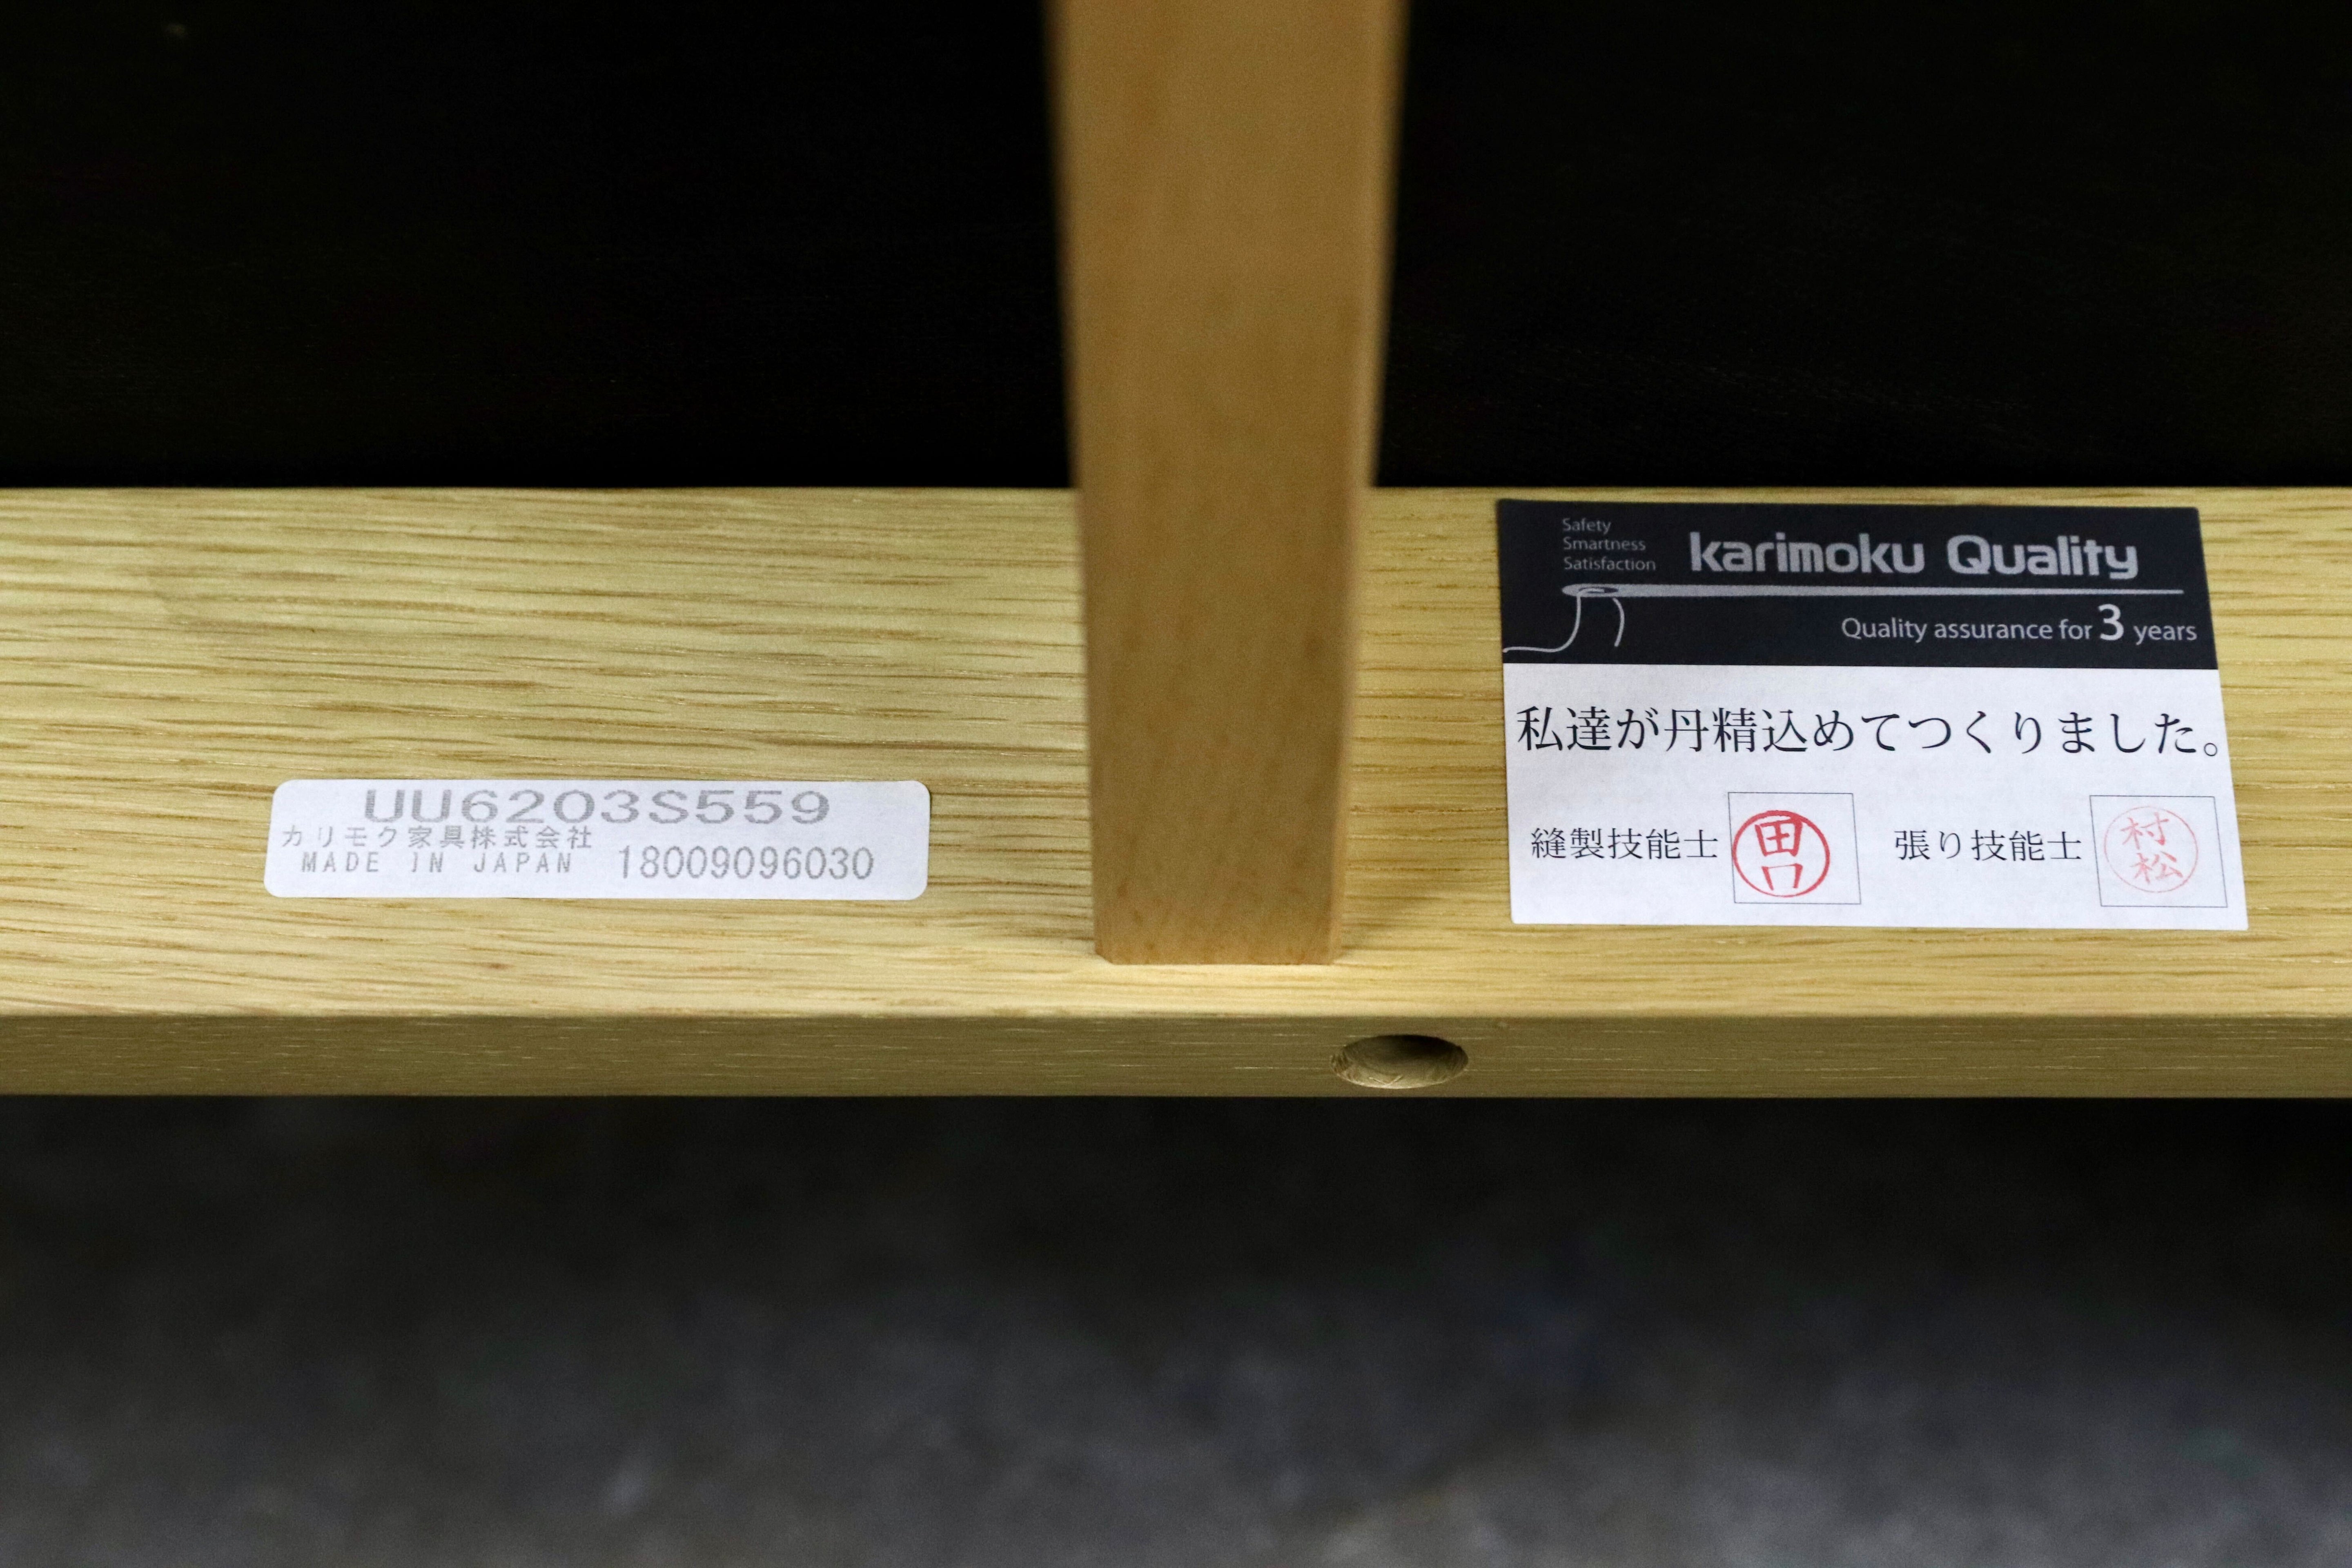 UU6203S559
カリモク家具株式会社
MADE IN JAPAN 18009096030
Safety
Smartness
Satisfaction
karimoku Quality
Quality assurance for 3 years
私達が丹精込めてつくりました。
縫製技能士 田口 張り技能士 村松